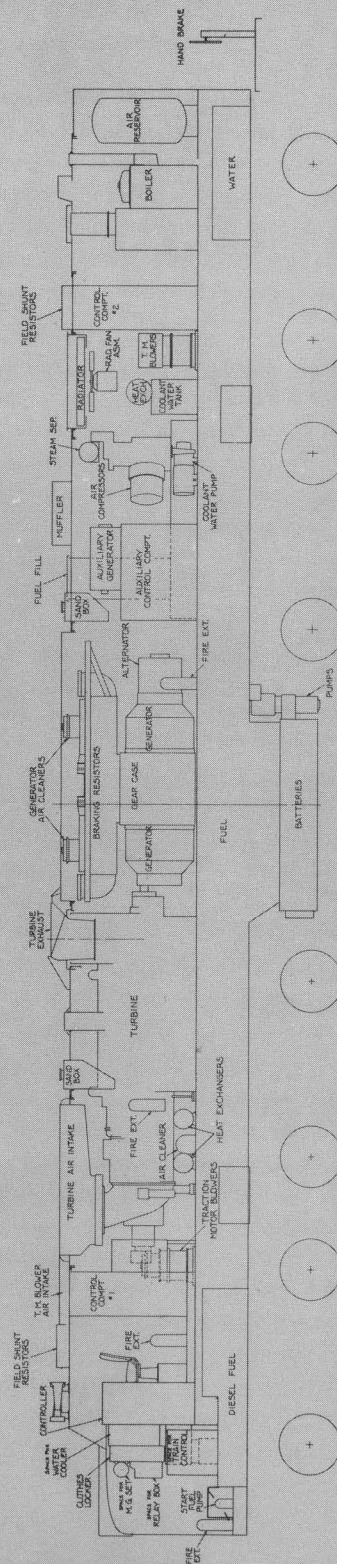 FIRE
EXT.
START
FUEL
PUMP
DIESEL FUEL
SPACE FOR
TRAIN
CONTROL
SPACE FOR
RELAY BOX
SPACE FOR
M.G. SET
CLOTHES
LOCKER
SPACE FOR
WATER
COOLER
CONTROLLER
FIELD SHUNT
RESISTORS
FIRE
EXT.
CONTROL
COMPT
#1
T.M. BLOWER
AIR INTAKE
TRACTION
MOTOR BLOWERS
TURBINE AIR INTAKE
FIRE EXT.
AIR CLEANER
HEAT EXCHANGERS
SAND
BOX
TURBINE
TURBINE
EXHAUST
GENERATOR
AIR CLEANERS
BRAKING RESISTORS
GENERATOR
GEAR CASE
GENERATOR
ALTERNATOR
FIRE EXT.
FUEL
BATTERIES
PUMPS
SAND
BOX
FUEL FILL
MUFFLER
AUXILIARY
GENERATOR
AUXILIARY
CONTROL COMPT.
STEAM SEP.
AIR
COMPRESSORS
COOLANT
WATER PUMP
RADIATOR
RAD. FAN
ASM.
HEAT
EXCH.
COOLANT
WATER
TANK
T. M.
BLOWERS
FIELD SHUNT
RESISTORS
CONTROL
COMPT.
#2
BOILER
AIR
RESERVOIR
WATER
HAND BRAKE